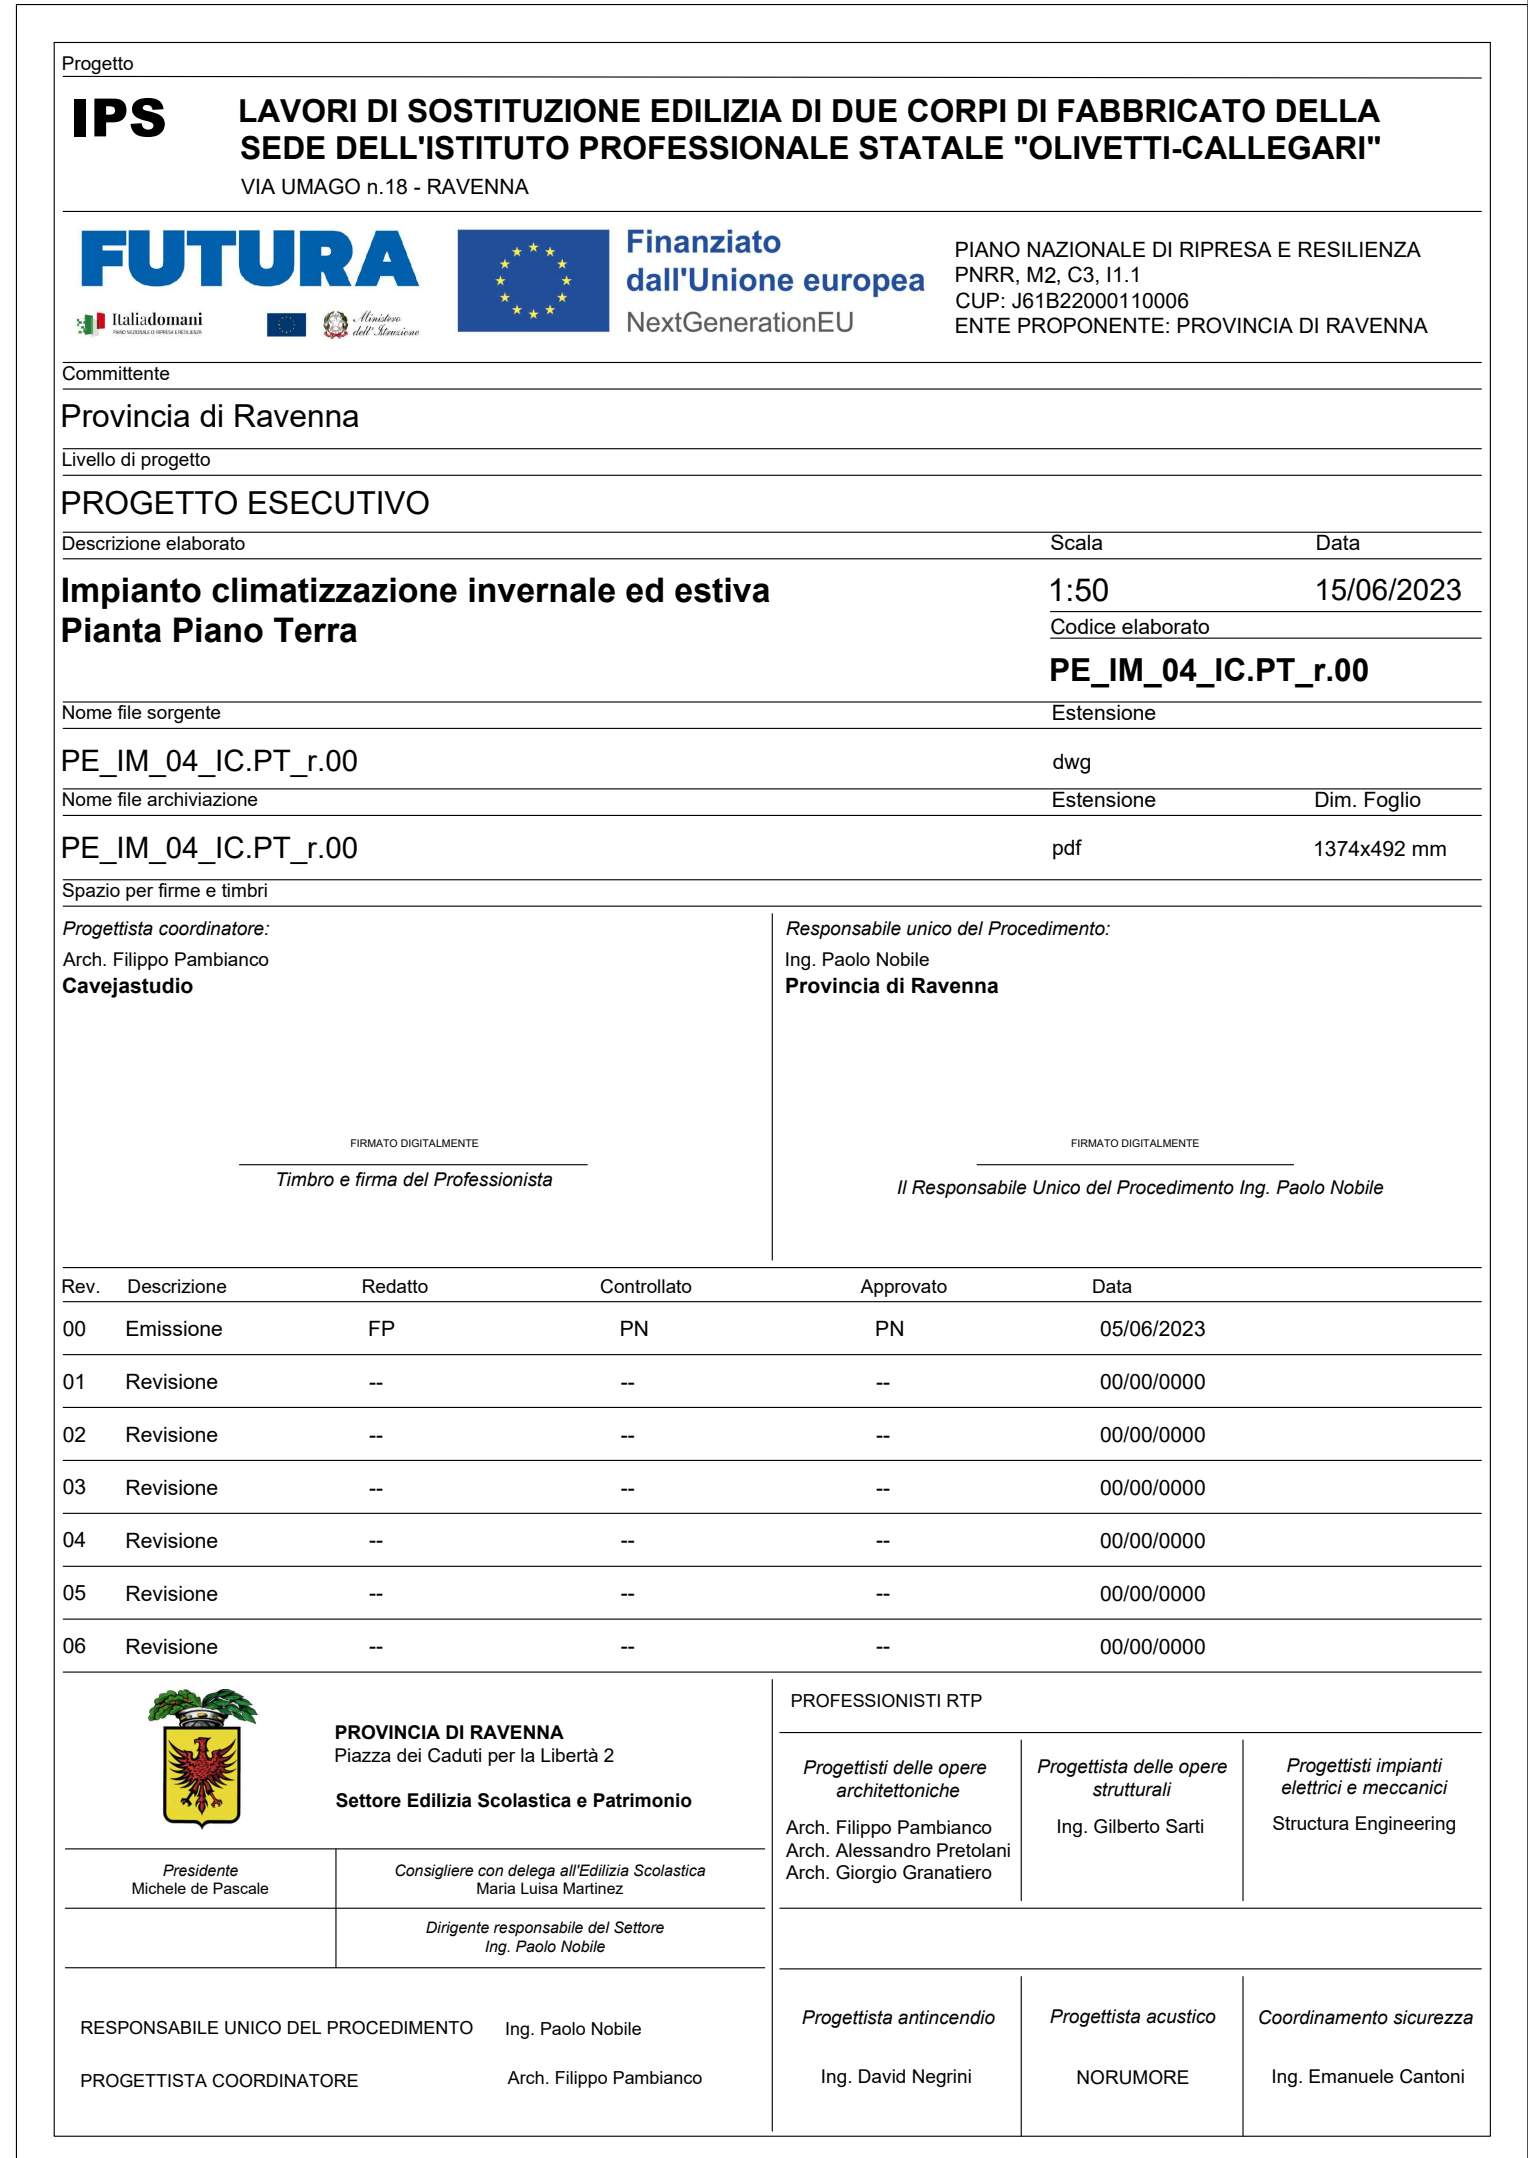 Progetto
IPS
LAVORI DI SOSTITUZIONE EDILIZIA DI DUE CORPI DI FABBRICATO DELLA
SEDE DELL'ISTITUTO PROFESSIONALE STATALE "OLIVETTI-CALLEGARI"
VIA UMAGO n.18 - RAVENNA
FUTURA
Italiadomani
PIANO NAZIONALE DI RIPRESA E RESILIENZA
Ministero
dell'Istruzione
Finanziato
dall'Unione europea
NextGenerationEU
PIANO NAZIONALE DI RIPRESA E RESILIENZA
PNRR, M2, C3, I1.1
CUP: J61B22000110006
ENTE PROPONENTE: PROVINCIA DI RAVENNA
Committente
Provincia di Ravenna
Livello di progetto
PROGETTO ESECUTIVO
Descrizione elaborato Scala Data
Impianto climatizzazione invernale ed estiva
Pianta Piano Terra
1:50 15/06/2023
Codice elaborato
PE_IM_04_IC.PT_r.00
Nome file sorgente Estensione
PE_IM_04_IC.PT_r.00 dwg
Nome file archiviazione Estensione Dim. Foglio
PE_IM_04_IC.PT_r.00 pdf 1374x492 mm
Spazio per firme e timbri
Progettista coordinatore:
Arch. Filippo Pambianco
Cavejastudio
FIRMATO DIGITALMENTE
Timbro e firma del Professionista
Responsabile unico del Procedimento:
Ing. Paolo Nobile
Provincia di Ravenna
FIRMATO DIGITALMENTE
Il Responsabile Unico del Procedimento Ing. Paolo Nobile
Rev. Descrizione Redatto Controllato Approvato Data
00 Emissione FP PN PN 05/06/2023
01 Revisione -- -- -- 00/00/0000
02 Revisione -- -- -- 00/00/0000
03 Revisione -- -- -- 00/00/0000
04 Revisione -- -- -- 00/00/0000
05 Revisione -- -- -- 00/00/0000
06 Revisione -- -- -- 00/00/0000
PROVINCIA DI RAVENNA
Piazza dei Caduti per la Libertà 2
Settore Edilizia Scolastica e Patrimonio
Presidente
Michele de Pascale
Consigliere con delega all'Edilizia Scolastica
Maria Luisa Martinez
Dirigente responsabile del Settore
Ing. Paolo Nobile
RESPONSABILE UNICO DEL PROCEDIMENTO Ing. Paolo Nobile
PROGETTISTA COORDINATORE Arch. Filippo Pambianco
PROFESSIONISTI RTP
Progettisti delle opere
architettoniche
Arch. Filippo Pambianco
Arch. Alessandro Pretolani
Arch. Giorgio Granatiero
Progettista delle opere
strutturali
Ing. Gilberto Sarti
Progettisti impianti
elettrici e meccanici
Structura Engineering
Progettista antincendio
Ing. David Negrini
Progettista acustico
NORUMORE
Coordinamento sicurezza
Ing. Emanuele Cantoni